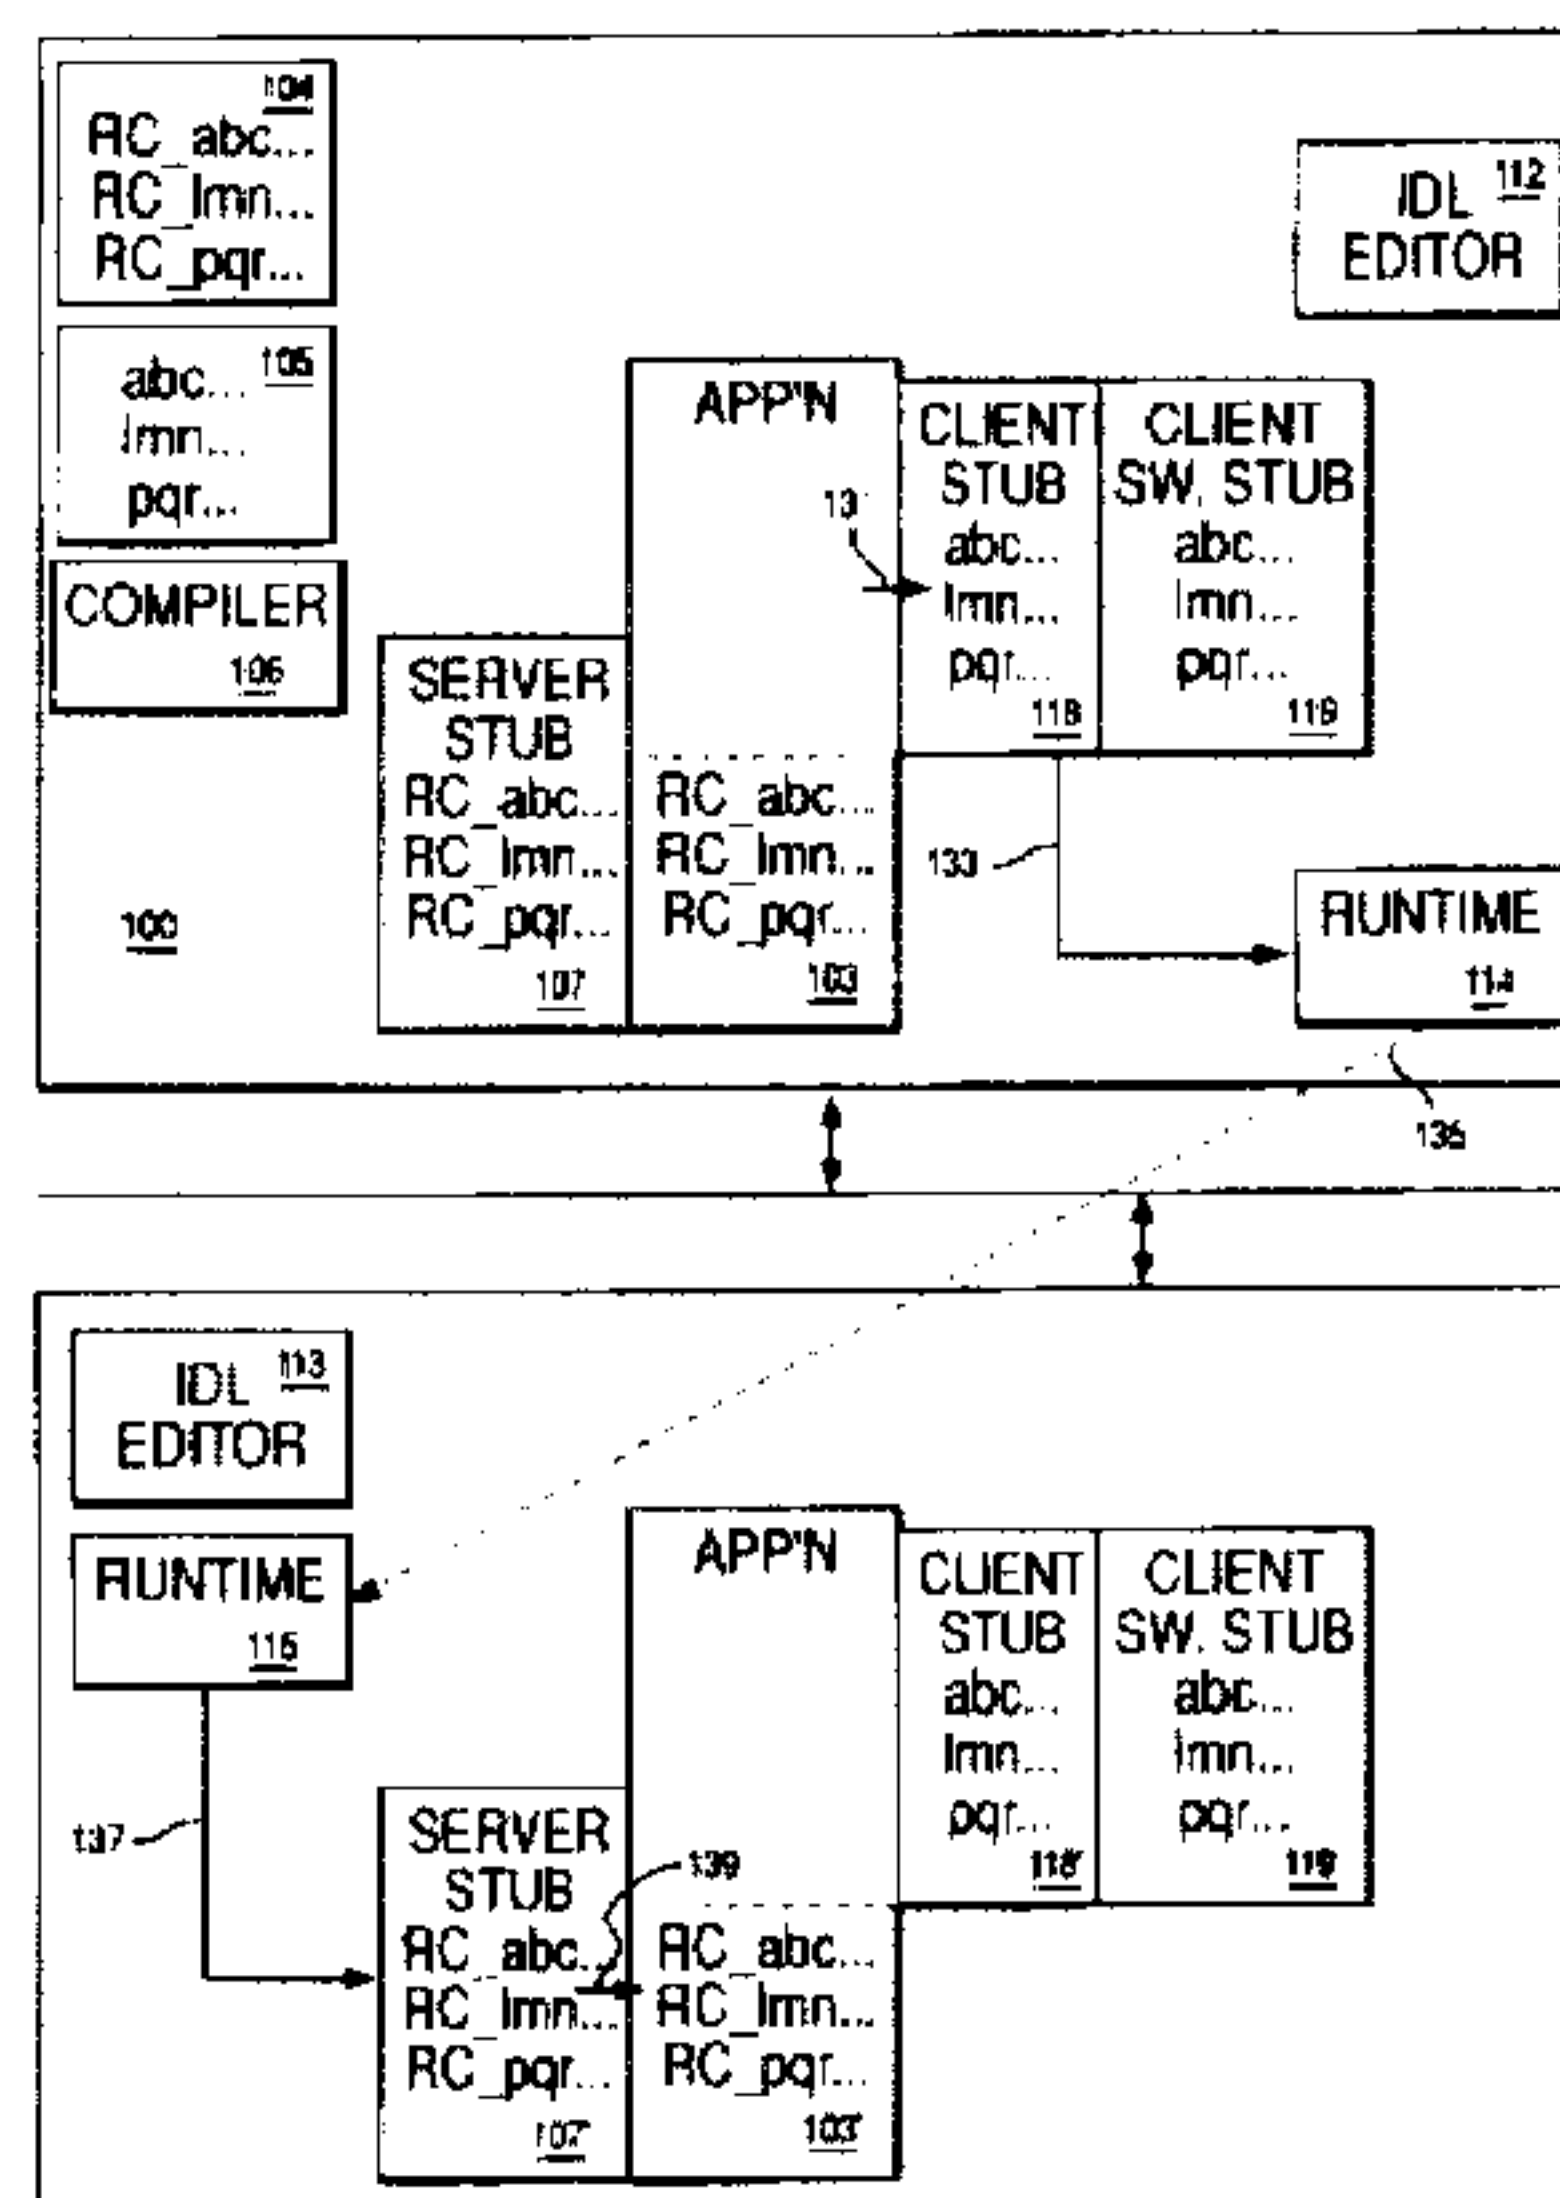 104
RC_abc...
RC_lmn...
RC_pqr...
IDL 112
EDITOR
105
abc...
lmn...
pqr...
COMPILER
106
APP'N
CLIENT
STUB
abc...
lmn...
pqr...
118
CLIENT
SW. STUB
abc...
lmn...
pqr...
119
13
SERVER
STUB
RC_abc...
RC_lmn...
RC_pqr...
107
RC_abc...
RC_lmn...
RC_pqr...
103
133
100
RUNTIME
114
135
IDL 113
EDITOR
RUNTIME
115
APP'N
CLIENT
STUB
abc...
lmn...
pqr...
118'
CLIENT
SW. STUB
abc...
lmn...
pqr...
119'
137
SERVER
STUB
RC_abc...
RC_lmn...
RC_pqr...
107'
139
RC_abc...
RC_lmn...
RC_pqr...
103'